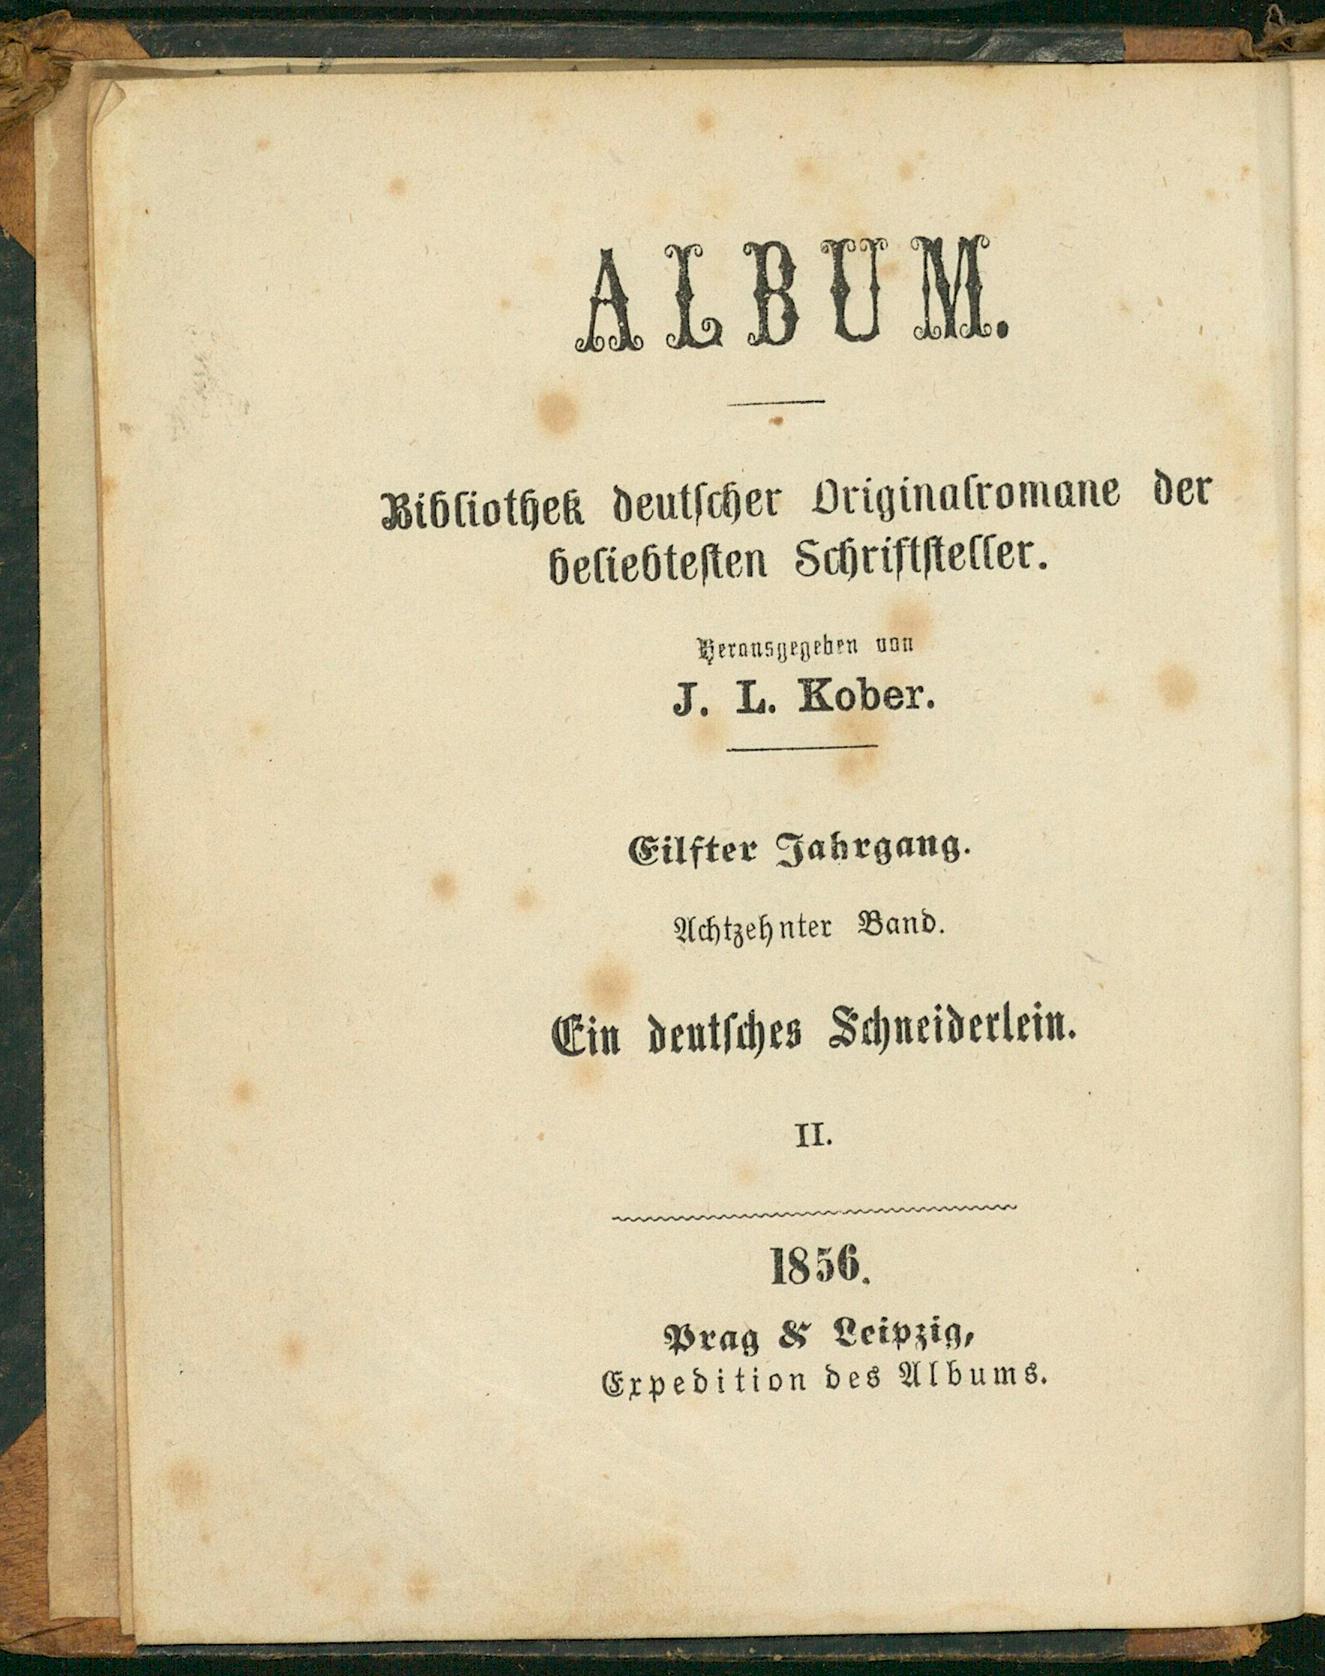 ALBUM.
Bibliothek deutscher Originalromane der
beliebtesten Schriftsteller.
Herausgegeben von
J. L. Kober.
Eilfter Jahrgang.
Achtzehnter Band.
Ein deutsches Schneiderlein.
II.
1856.
Prag & Leipzig,
Expedition des Albums.